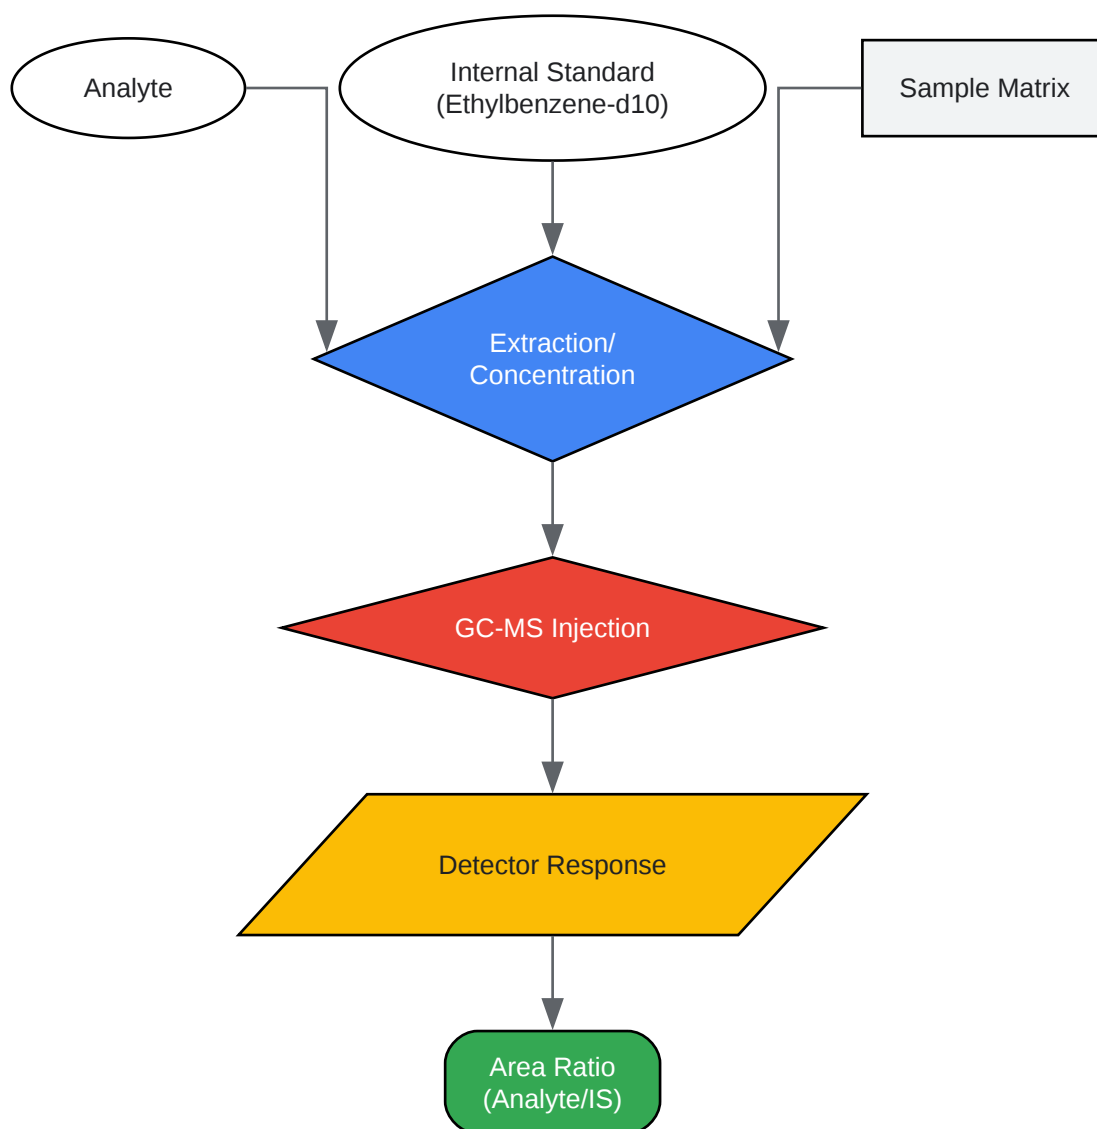 Analyte
Internal Standard
(Ethylbenzene-d10)
Sample Matrix
Extraction/
Concentration
GC-MS Injection
Detector Response
Area Ratio
(Analyte/IS)